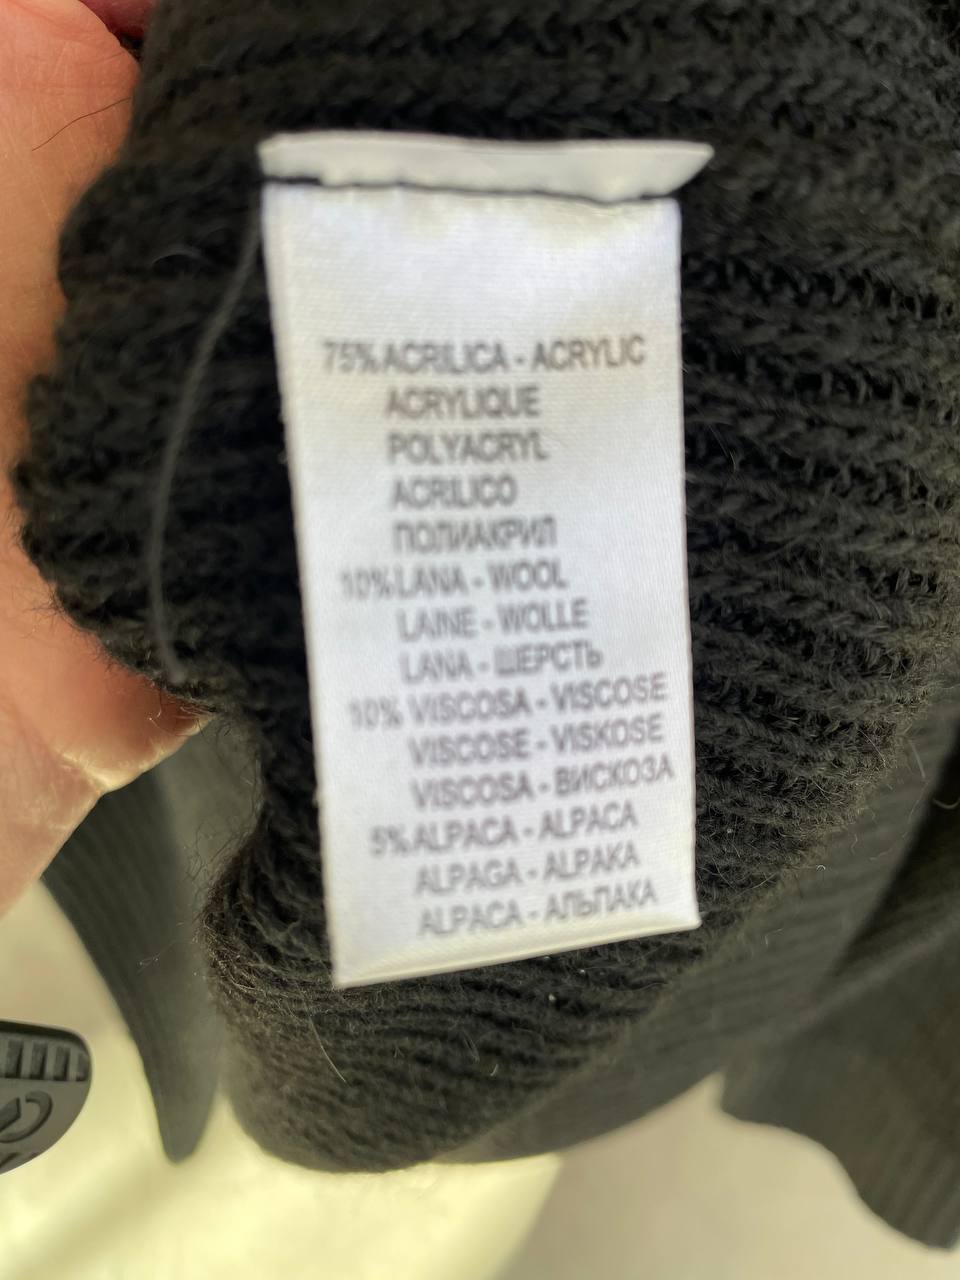 75% ACRILICA - ACRYLIC
ACRYLIQUE
POLYACRYL
ACRILICO
ПОЛИАКРИЛ
10% LANA - WOOL
LAINE - WOLLE
LANA - ШЕРСТЬ
10% VISCOSA - VISCOSE
VISCOSE - VISKOSE
VISCOSA - ВИСКОЗА
5% ALPACA - ALPACA
ALPAGA - ALPAKA
ALPACA - АЛЬПАКА